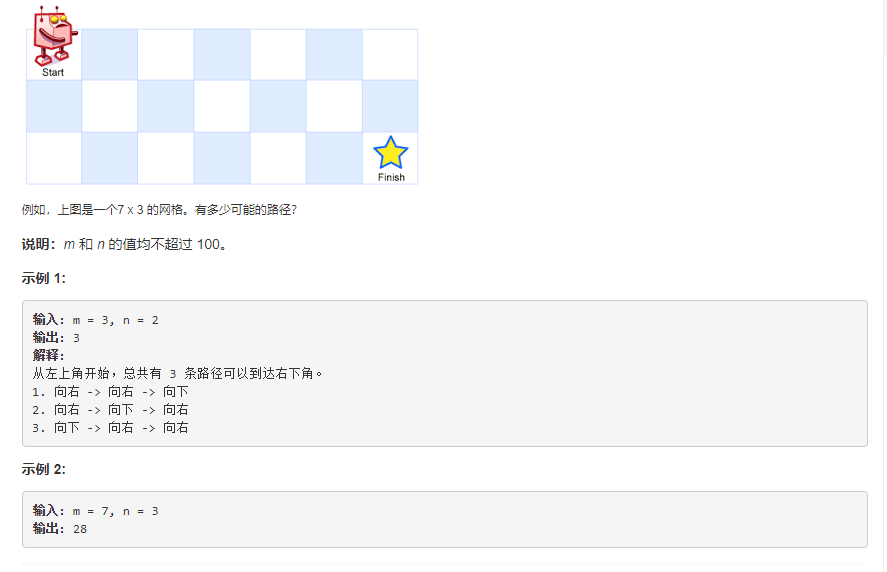 Start
Finish
例如，上图是一个7 x 3 的网格。有多少可能的路径？
说明：m 和 n 的值均不超过 100。
示例 1:
输入: m = 3, n = 2
输出: 3
解释:
从左上角开始，总共有 3 条路径可以到达右下角。
1. 向右 -> 向右 -> 向下
2. 向右 -> 向下 -> 向右
3. 向下 -> 向右 -> 向右
示例 2:
输入: m = 7, n = 3
输出: 28